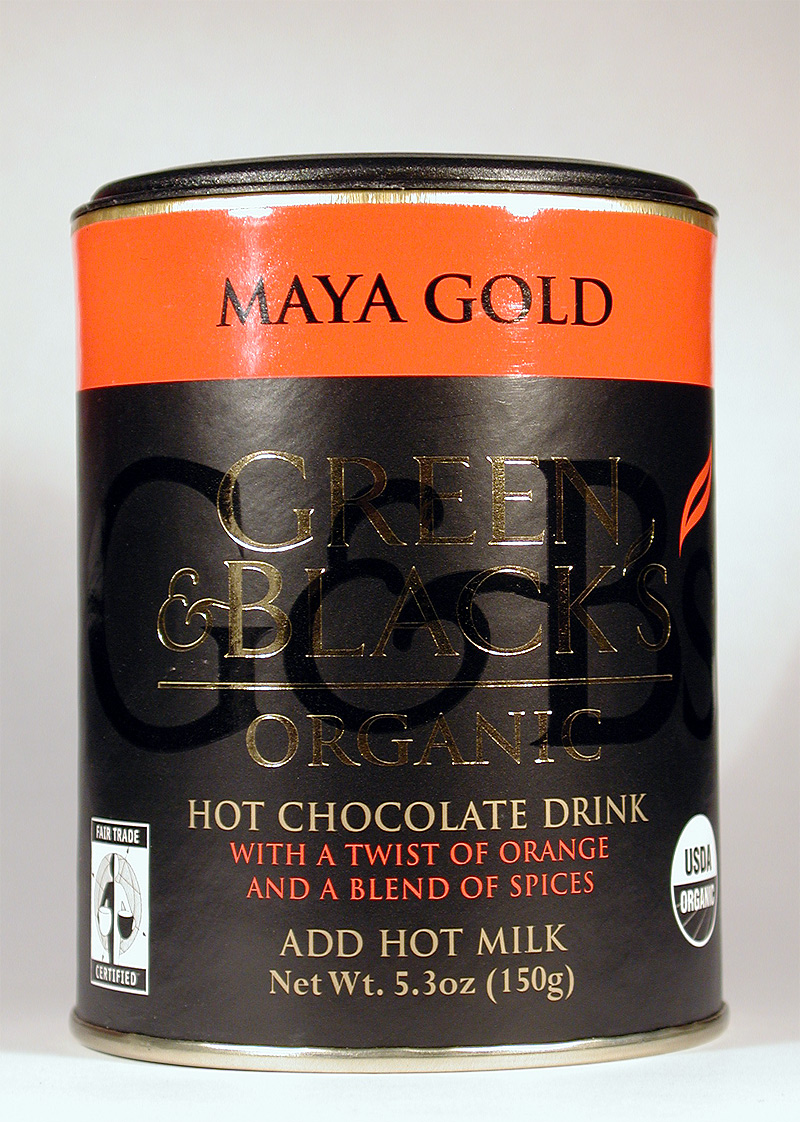 MAYA GOLD
G&B's
GREEN
&BLACK'S
ORGANIC
HOT CHOCOLATE DRINK
WITH A TWIST OF ORANGE
AND A BLEND OF SPICES
ADD HOT MILK
Net Wt. 5.3oz (150g)
FAIR TRADE
CERTIFIED
USDA
ORGANIC